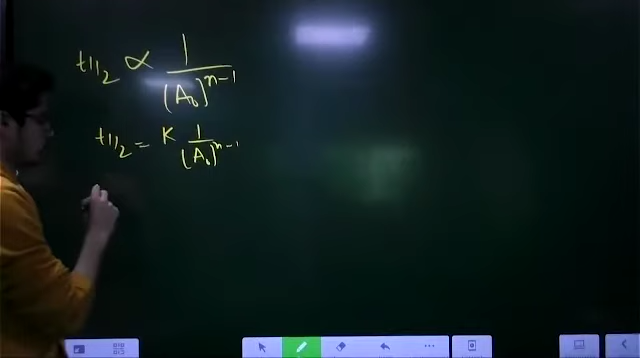 t1/2 ∝ 1/(A₀)^n-1
t1/2 = K 1/(A₀)^n-1